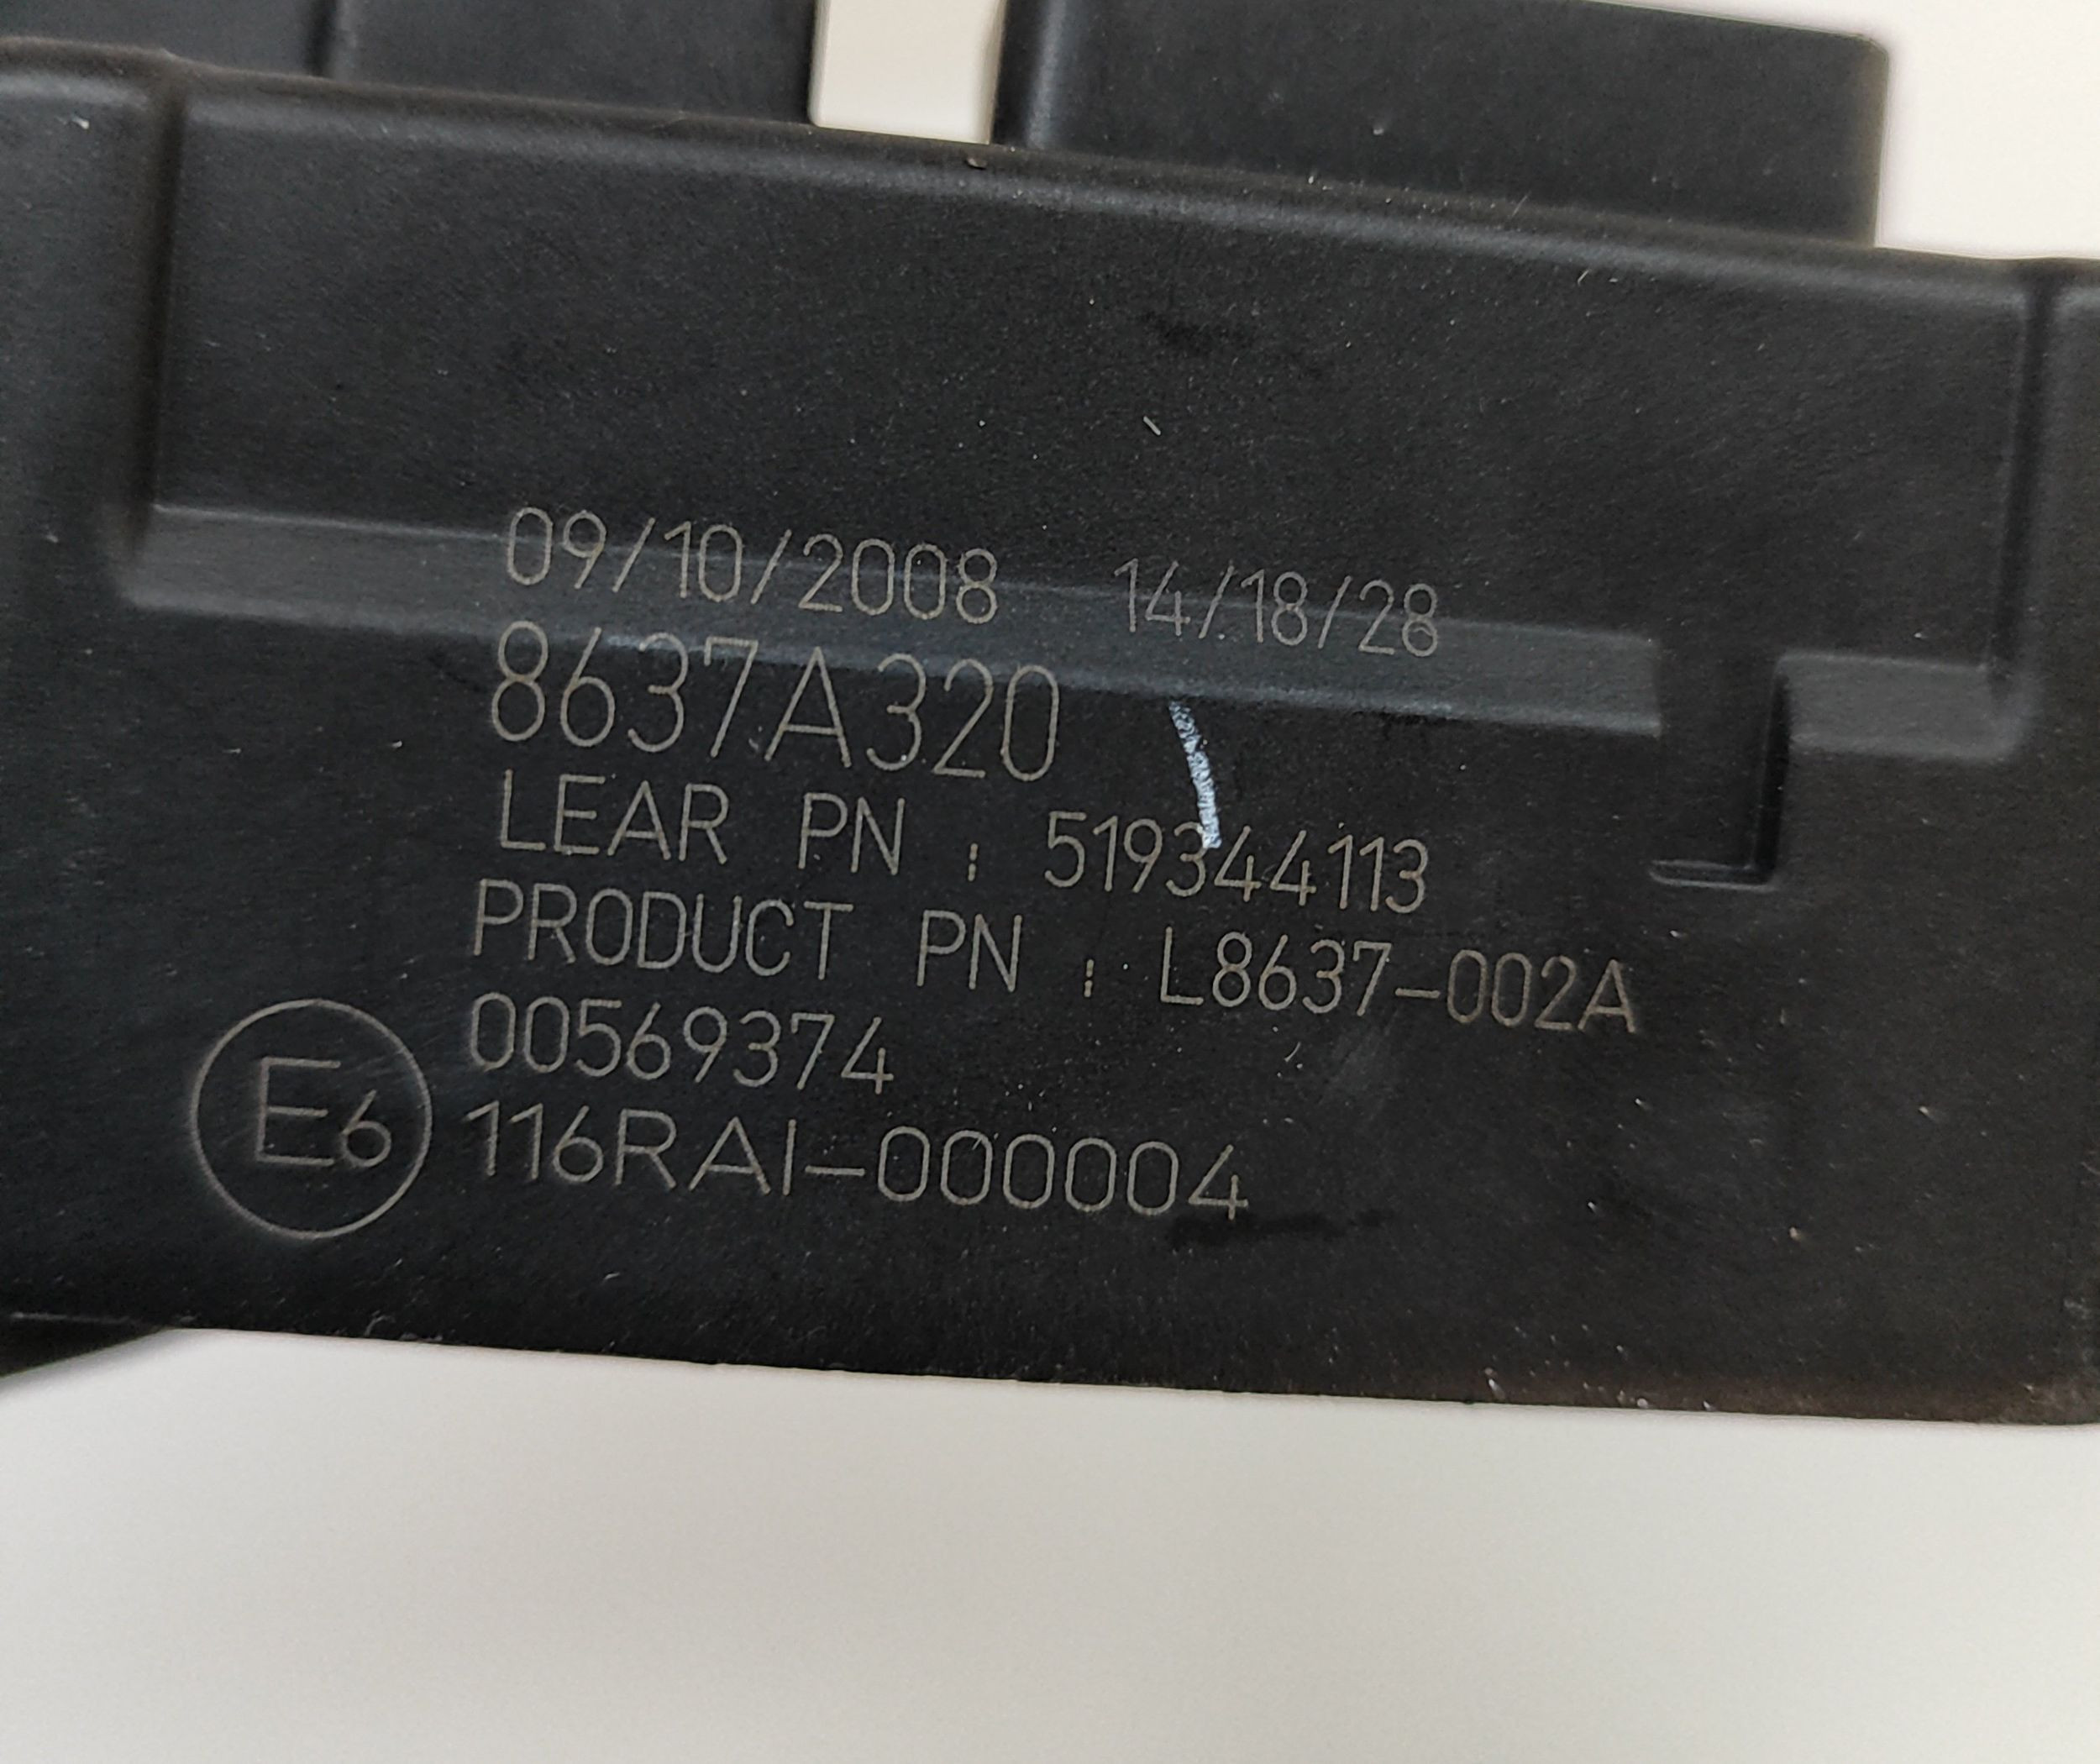 09/10/2008 14/18/28
8637A320
LEAR PN : 519344113
PRODUCT PN : L8637-002A
00569374
E6 116RAI-000004